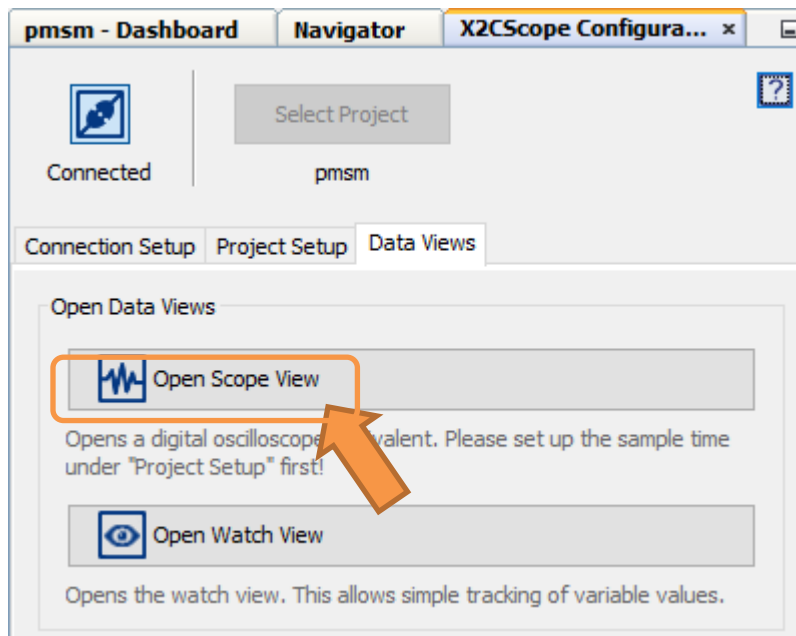 pmsm - Dashboard
Navigator
X2CScope Configura... ×
?
Select Project
Connected
pmsm
Connection Setup
Project Setup
Data Views
Open Data Views
Open Scope View
Opens a digital oscilloscope. Please set up the sample time
under "Project Setup" first!
Open Watch View
Opens the watch view. This allows simple tracking of variable values.